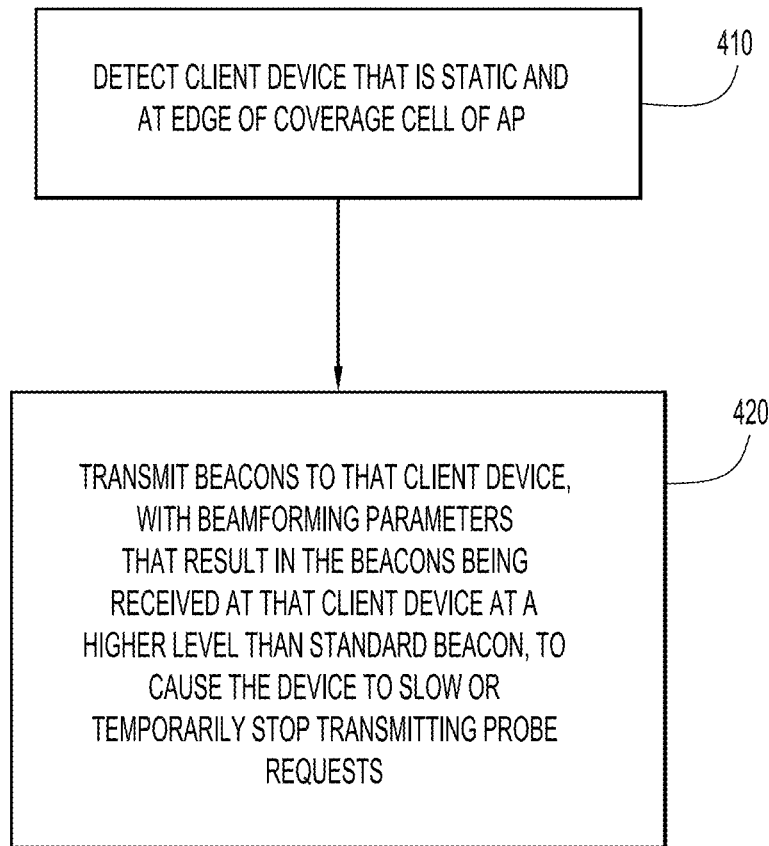 DETECT CLIENT DEVICE THAT IS STATIC AND
AT EDGE OF COVERAGE CELL OF AP
410
TRANSMIT BEACONS TO THAT CLIENT DEVICE,
WITH BEAMFORMING PARAMETERS
THAT RESULT IN THE BEACONS BEING
RECEIVED AT THAT CLIENT DEVICE AT A
HIGHER LEVEL THAN STANDARD BEACON, TO
CAUSE THE DEVICE TO SLOW OR
TEMPORARILY STOP TRANSMITTING PROBE
REQUESTS
420